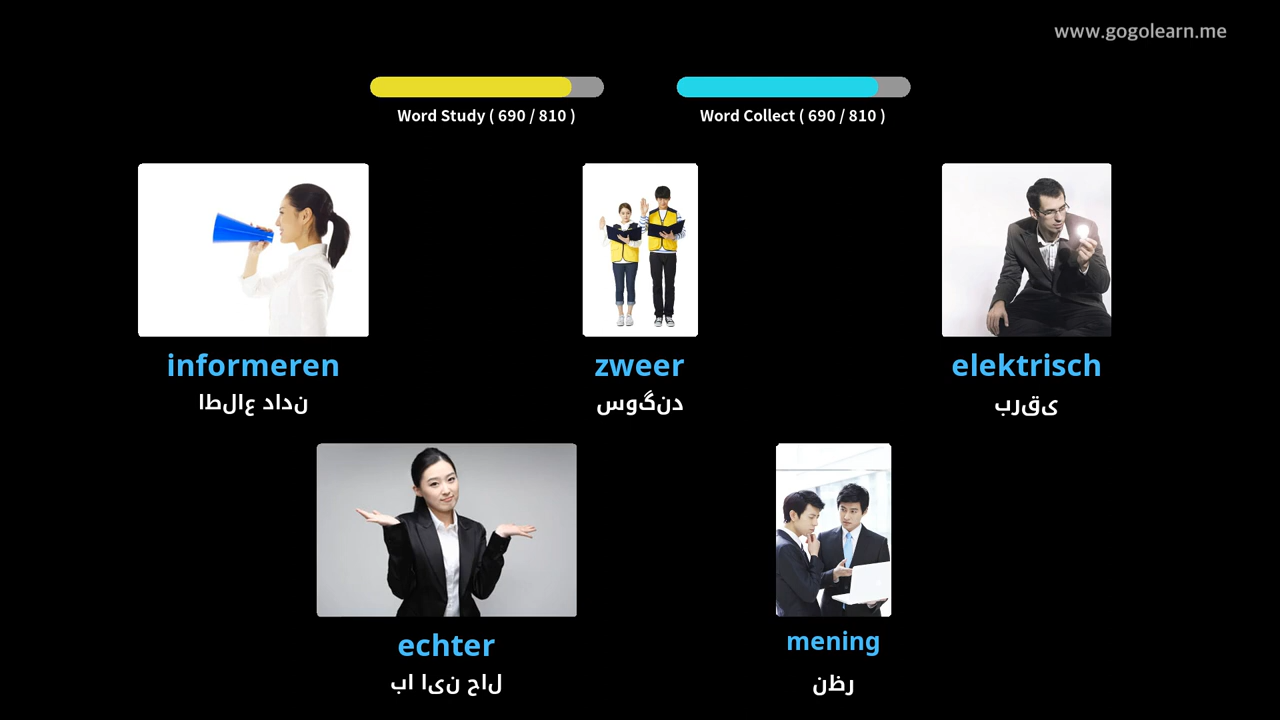 www.gogolearn.me
Word Study ( 690 / 810 )
Word Collect ( 690 / 810 )
informeren
اطلاع دادن
zweer
سوگند
elektrisch
برقی
echter
با این حال
mening
نظر